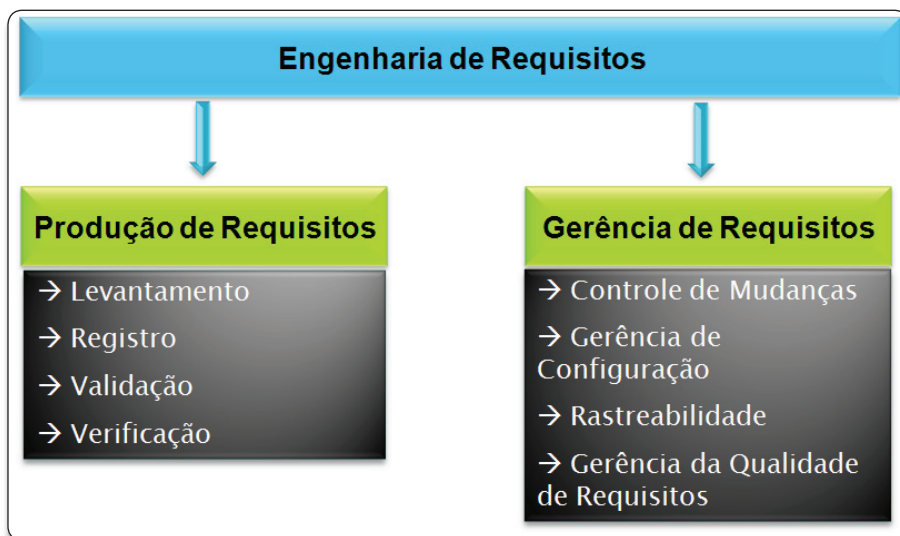 Engenharia de Requisitos
Produção de Requisitos
→ Levantamento
→ Registro
→ Validação
→ Verificação
Gerência de Requisitos
→ Controle de Mudanças
→ Gerência de
Configuração
→ Rastreabilidade
→ Gerência da Qualidade
de Requisitos